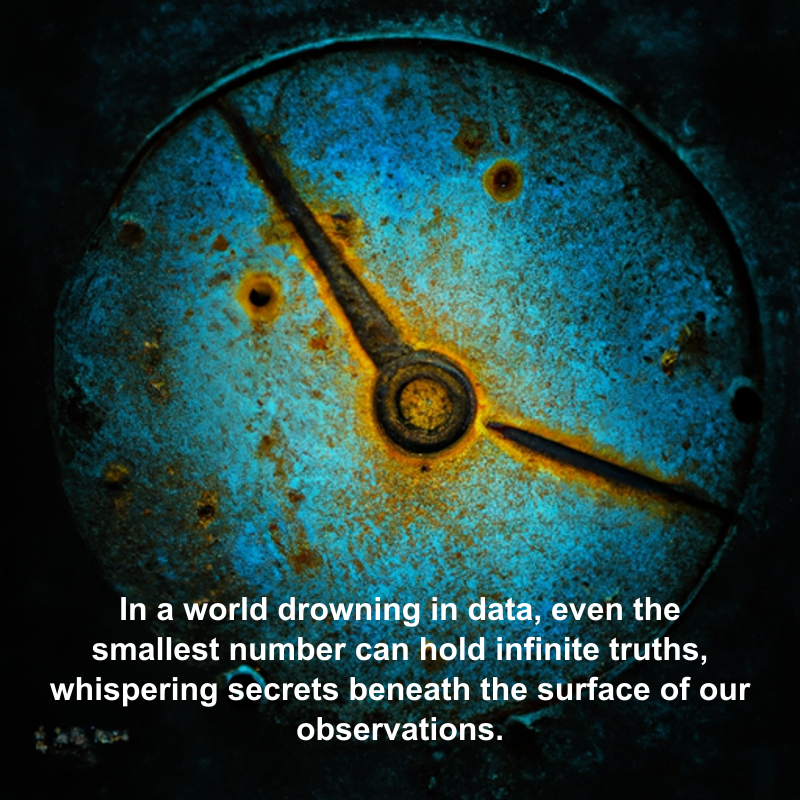 In a world drowning in data, even the
smallest number can hold infinite truths,
whispering secrets beneath the surface of our
observations.